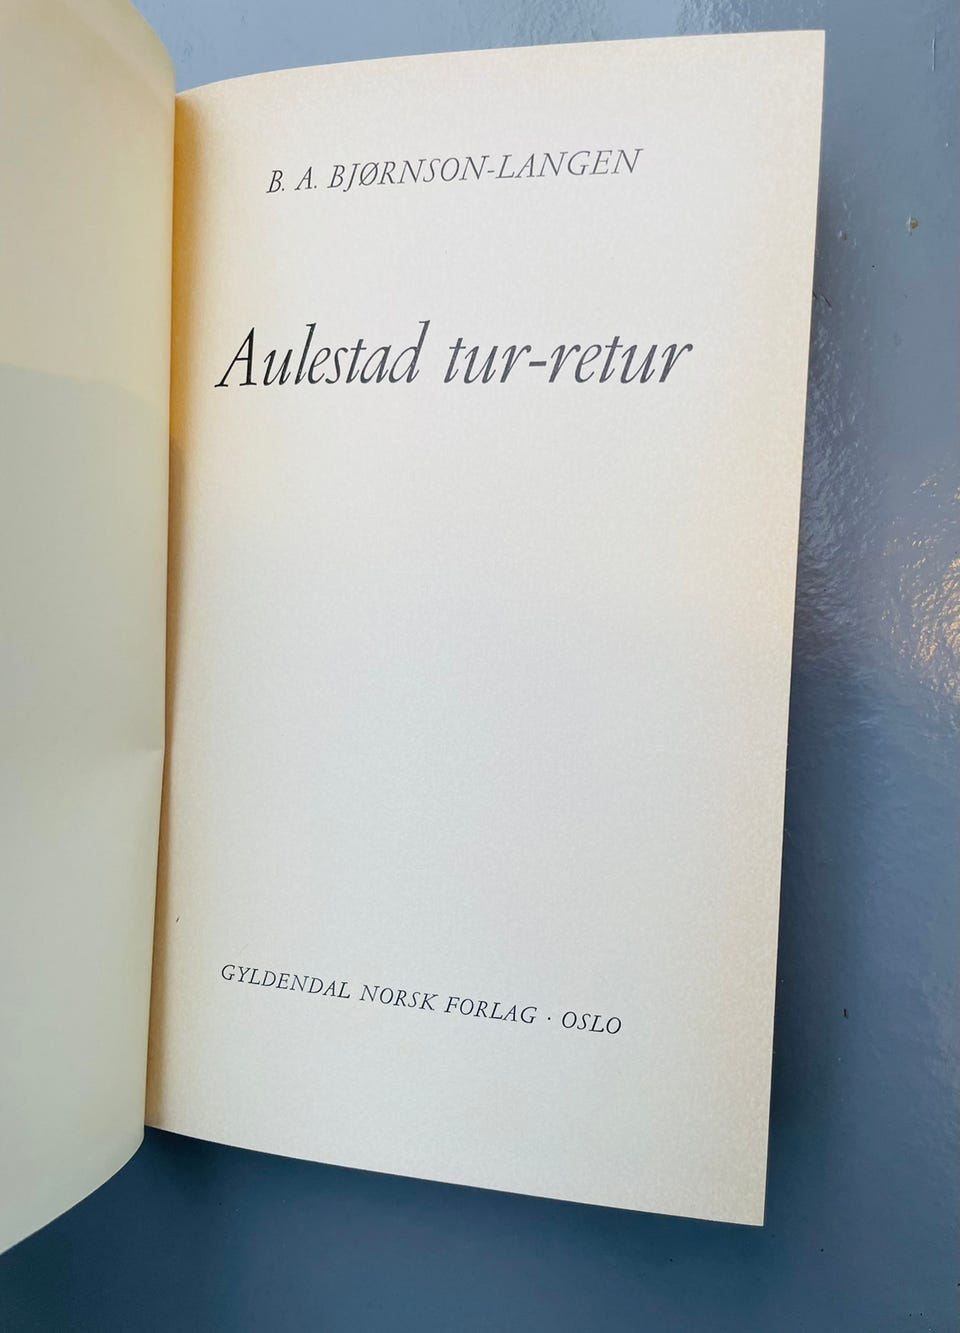 B. A. BJØRNSON-LANGEN
Aulestad tur-retur
GYLDENDAL NORSK FORLAG · OSLO